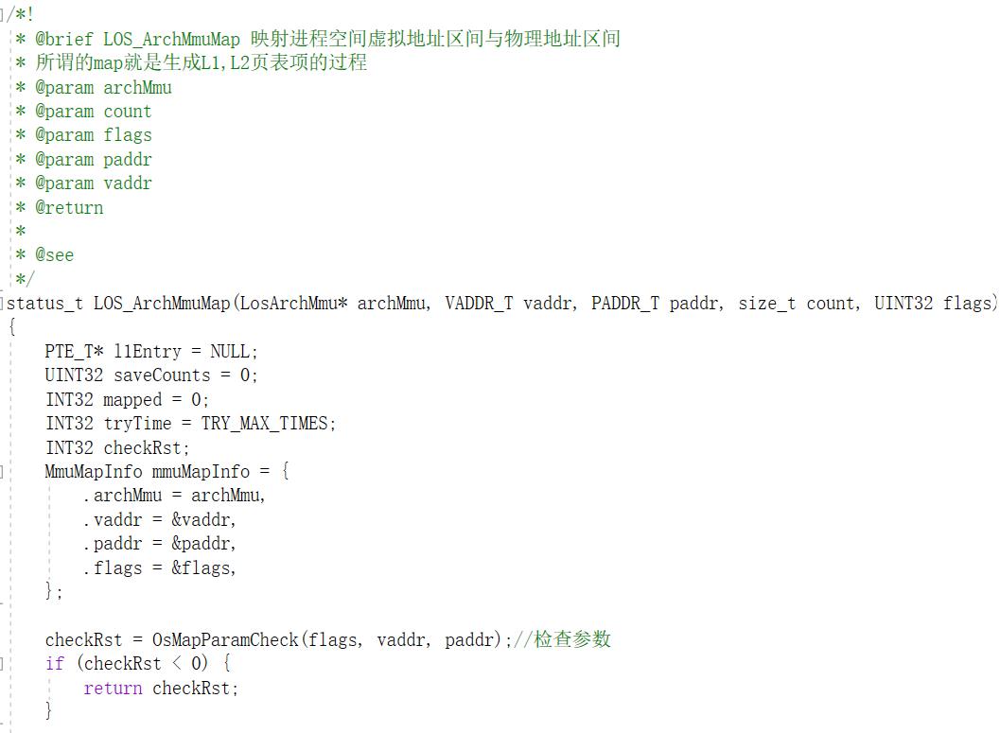 /*!
* @brief LOS_ArchMmuMap 映射进程空间虚拟地址区间与物理地址区间
* 所谓的map就是生成L1,L2页表项的过程
* @param archMmu
* @param count
* @param flags
* @param paddr
* @param vaddr
* @return
*
* @see
*/
status_t LOS_ArchMmuMap(LosArchMmu* archMmu, VADDR_T vaddr, PADDR_T paddr, size_t count, UINT32 flags)
{
PTE_T* l1Entry = NULL;
UINT32 saveCounts = 0;
INT32 mapped = 0;
INT32 tryTime = TRY_MAX_TIMES;
INT32 checkRst;
MmuMapInfo mmuMapInfo = {
.archMmu = archMmu,
.vaddr = &vaddr,
.paddr = &paddr,
.flags = &flags,
};
checkRst = OsMapParamCheck(flags, vaddr, paddr);//检查参数
if (checkRst < 0) {
return checkRst;
}